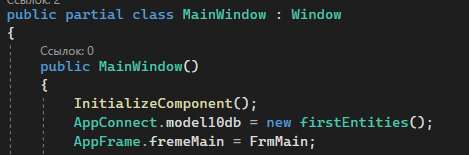 Ссылок: 2
public partial class MainWindow : Window
{
Ссылок: 0
public MainWindow()
{
InitializeComponent();
AppConnect.model10db = new firstEntities();
AppFrame.fremeMain = FrmMain;